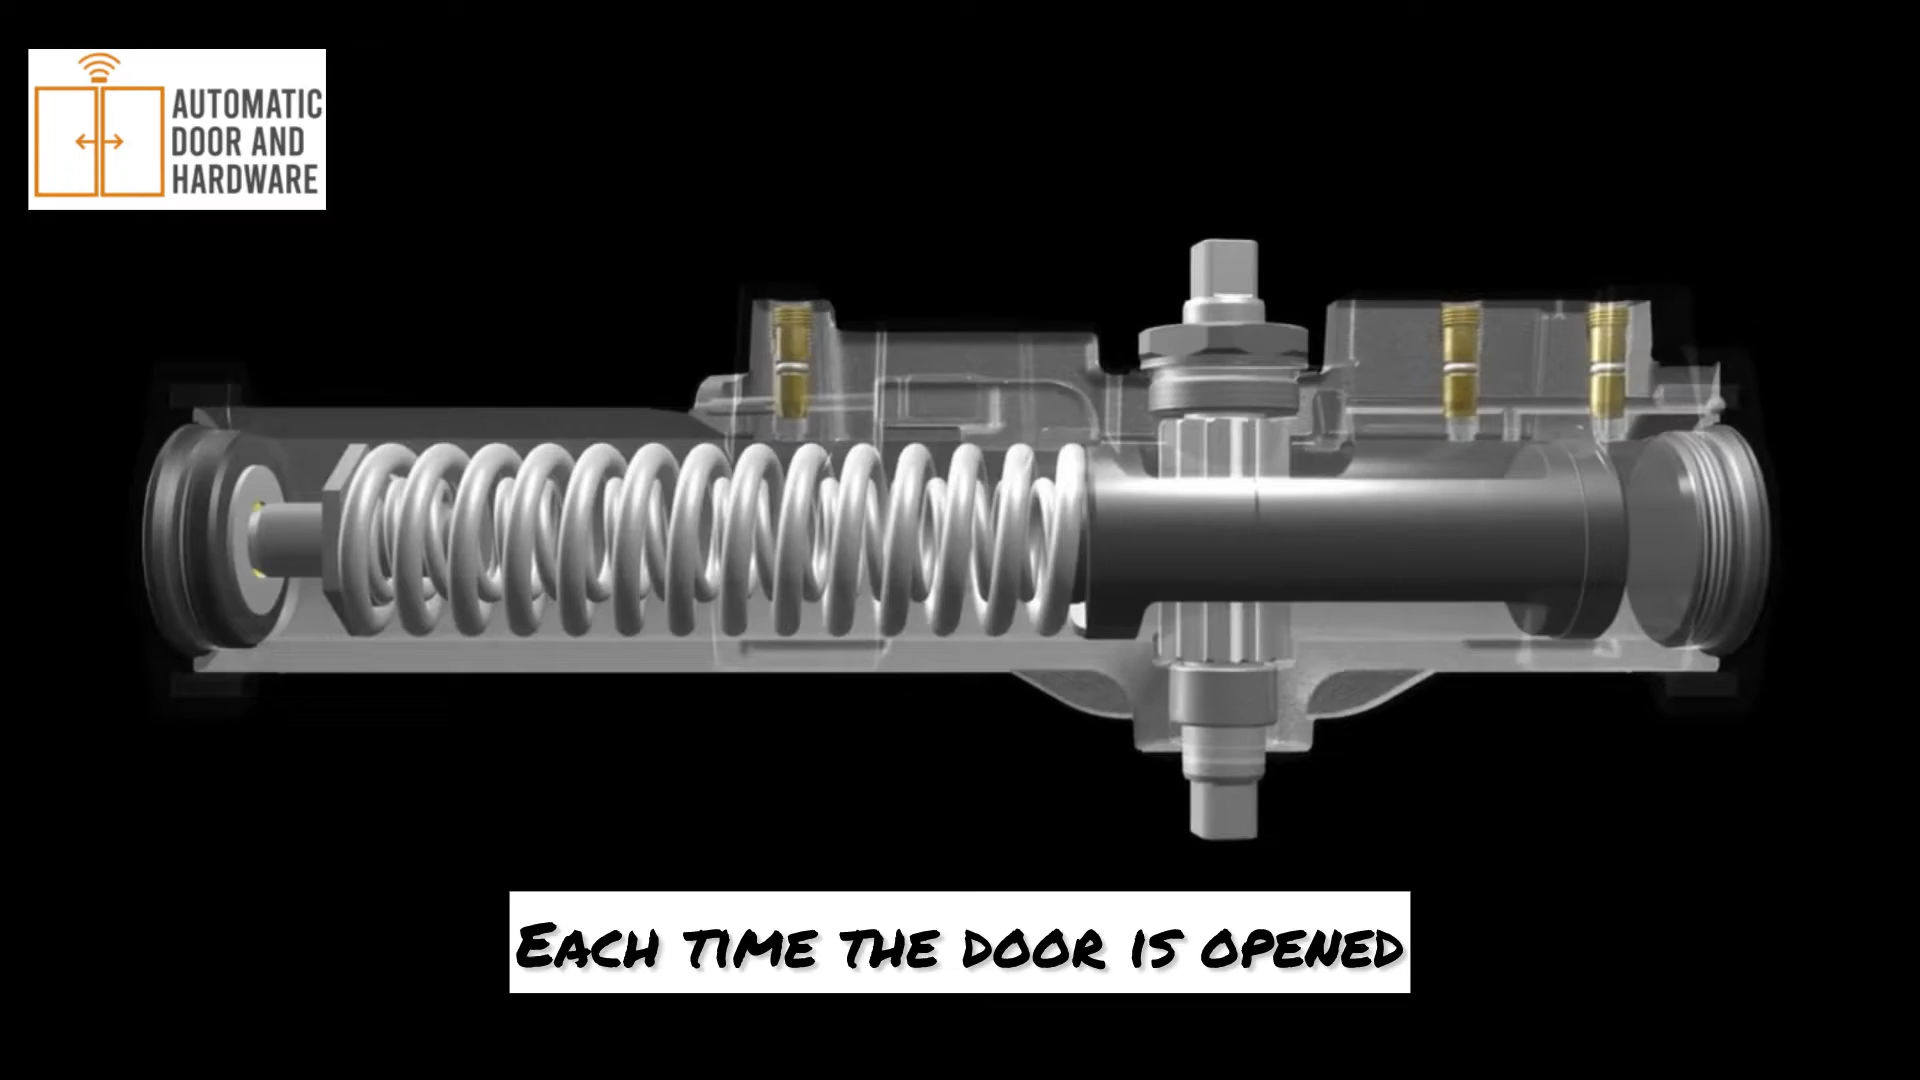 AUTOMATIC
DOOR AND
HARDWARE
EACH TIME THE DOOR IS OPENED